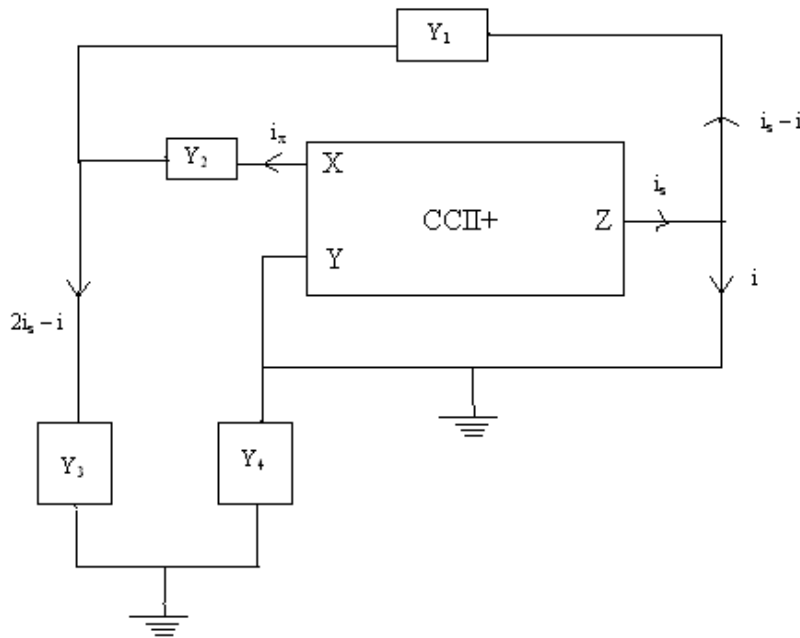 Y₁
iₛ – i
Y₂
iₓ
X
CCII+
Z
iₛ
Y
i
2iₛ – i
Y₃
Y₄